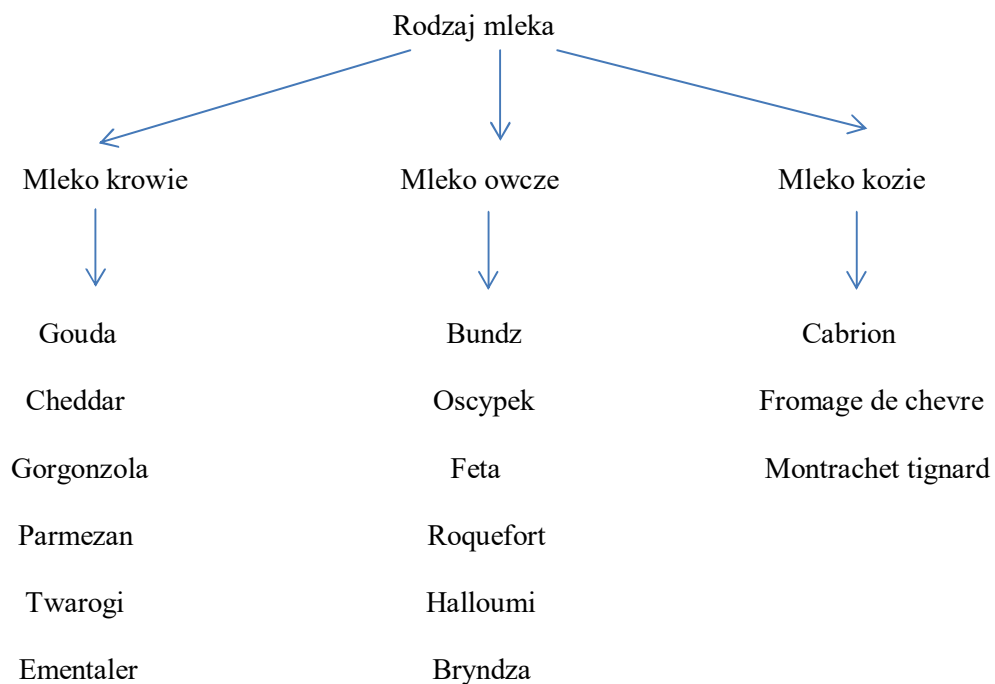 Rodzaj mleka
Mleko krowie Mleko owcze Mleko kozie
Gouda Bundz Cabrion
Cheddar Oscypek Fromage de chevre
Gorgonzola Feta Montrachet tignard
Parmezan Roquefort
Twarogi Halloumi
Ementaler Bryndza